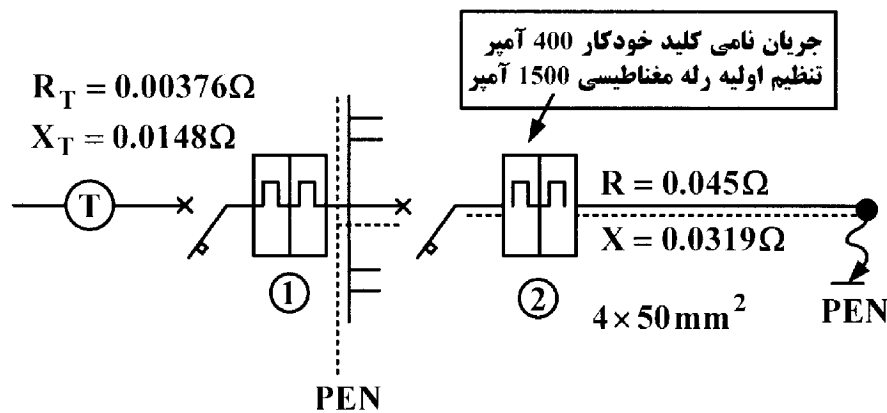 جریان نامی کلید خودکار 400 آمپر
تنظیم اولیه رله مغناطیسی 1500 آمپر
R_T = 0.00376Ω
X_T = 0.0148Ω
T
R = 0.045Ω
X = 0.0319Ω
①
②
4×50mm²
PEN
PEN